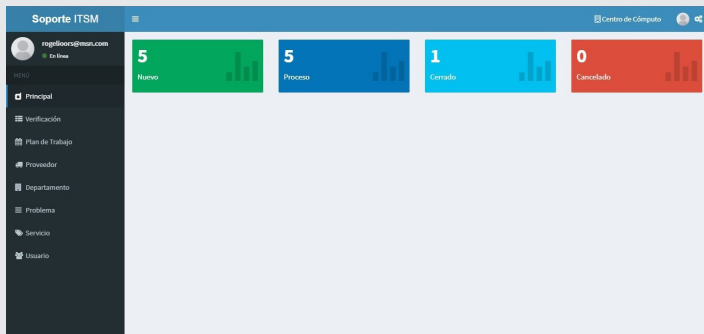 Soporte ITSM
Centro de Cómputo
rogelioors@msn.com
En línea
MENÚ
Principal
Verificación
Plan de Trabajo
Proveedor
Departamento
Problema
Servicio
Usuario
5
Nuevo
5
Proceso
1
Cerrado
0
Cancelado